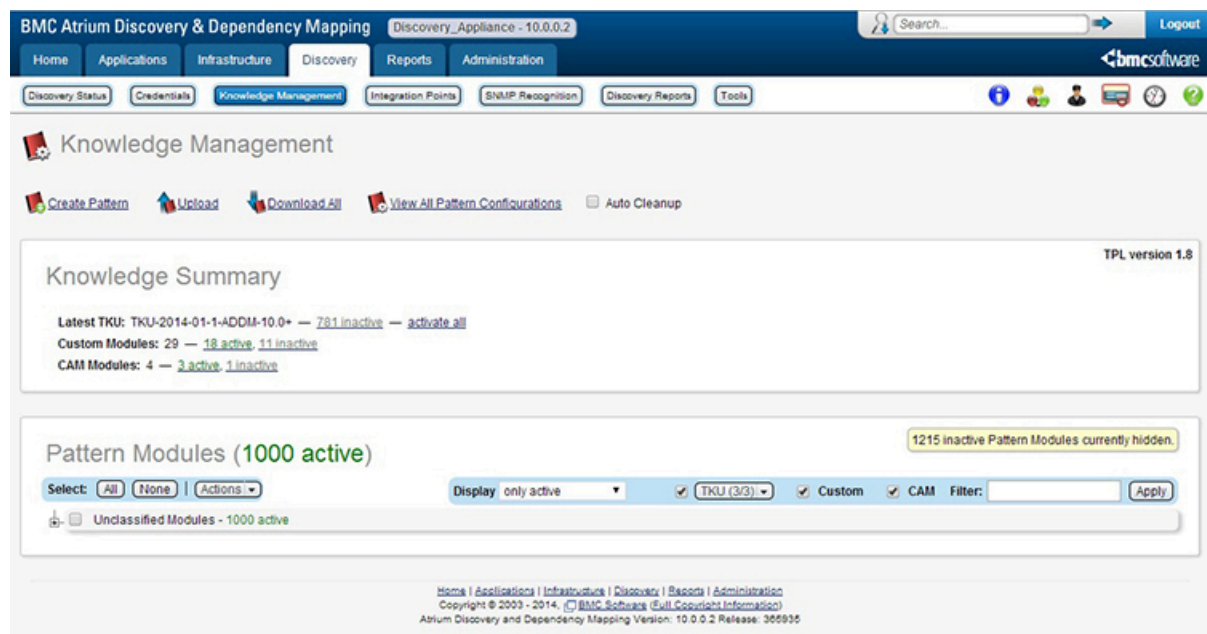 BMC Atrium Discovery & Dependency Mapping Discovery_Appliance - 10.0.0.2 Search... Logout
Home Applications Infrastructure Discovery Reports Administration bmcsoftware
Discovery Status Credentials Knowledge Management Integration Points SNMP Recognition Discovery Reports Tools
Knowledge Management
Create Pattern Upload Download All View All Pattern Configurations Auto Cleanup
TPL version 1.8
Knowledge Summary
Latest TKU: TKU-2014-01-1-ADDM-10.0+ — 781 inactive — activate all
Custom Modules: 29 — 18 active, 11 inactive
CAM Modules: 4 — 3 active, 1 inactive
1215 inactive Pattern Modules currently hidden.
Pattern Modules (1000 active)
Select: All None | Actions Display only active TKU (3/3) Custom CAM Filter: Apply
Unclassified Modules - 1000 active
Home | Applications | Infrastructure | Discovery | Reports | Administration
Copyright © 2003 - 2014, BMC Software (Full Copyright Information)
Atrium Discovery and Dependency Mapping Version: 10.0.0.2 Release: 366936